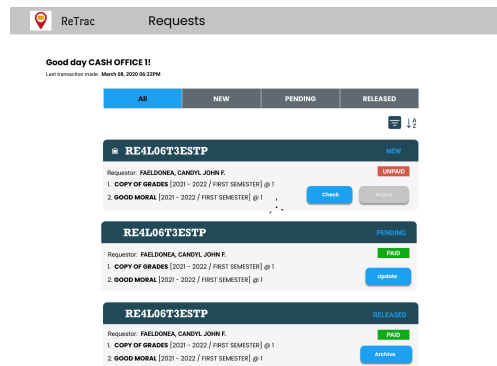 ReTrac Requests
Good day CASH OFFICE 1!
Last transaction made: March 08, 2020 06:32PM
All NEW PENDING RELEASED
A
Z
RE4L06T3ESTP NEW
Requestor: FAELDONEA, CANDYL JOHN F. UNPAID
1. COPY OF GRADES [2021 - 2022 / FIRST SEMESTER] @ 1
2. GOOD MORAL [2021 - 2022 / FIRST SEMESTER] @ 1
Check Reject
RE4L06T3ESTP PENDING
Requestor: FAELDONEA, CANDYL JOHN F. PAID
1. COPY OF GRADES [2021 - 2022 / FIRST SEMESTER] @ 1
2. GOOD MORAL [2021 - 2022 / FIRST SEMESTER] @ 1
Update
RE4L06T3ESTP RELEASED
Requestor: FAELDONEA, CANDYL JOHN F. PAID
1. COPY OF GRADES [2021 - 2022 / FIRST SEMESTER] @ 1
2. GOOD MORAL [2021 - 2022 / FIRST SEMESTER] @ 1
Archive